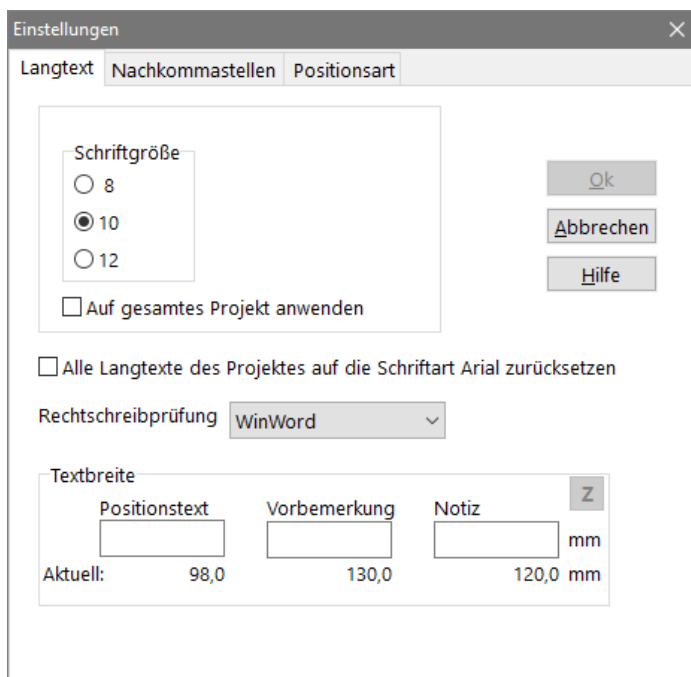 Einstellungen
Langtext Nachkommastellen Positionsart
Schriftgröße
8
10
12
Auf gesamtes Projekt anwenden
Ok
Abbrechen
Hilfe
Alle Langtexte des Projektes auf die Schriftart Arial zurücksetzen
Rechtschreibprüfung WinWord
Textbreite
Z
Positionstext Vorbemerkung Notiz
mm
Aktuell: 98,0 130,0 120,0 mm